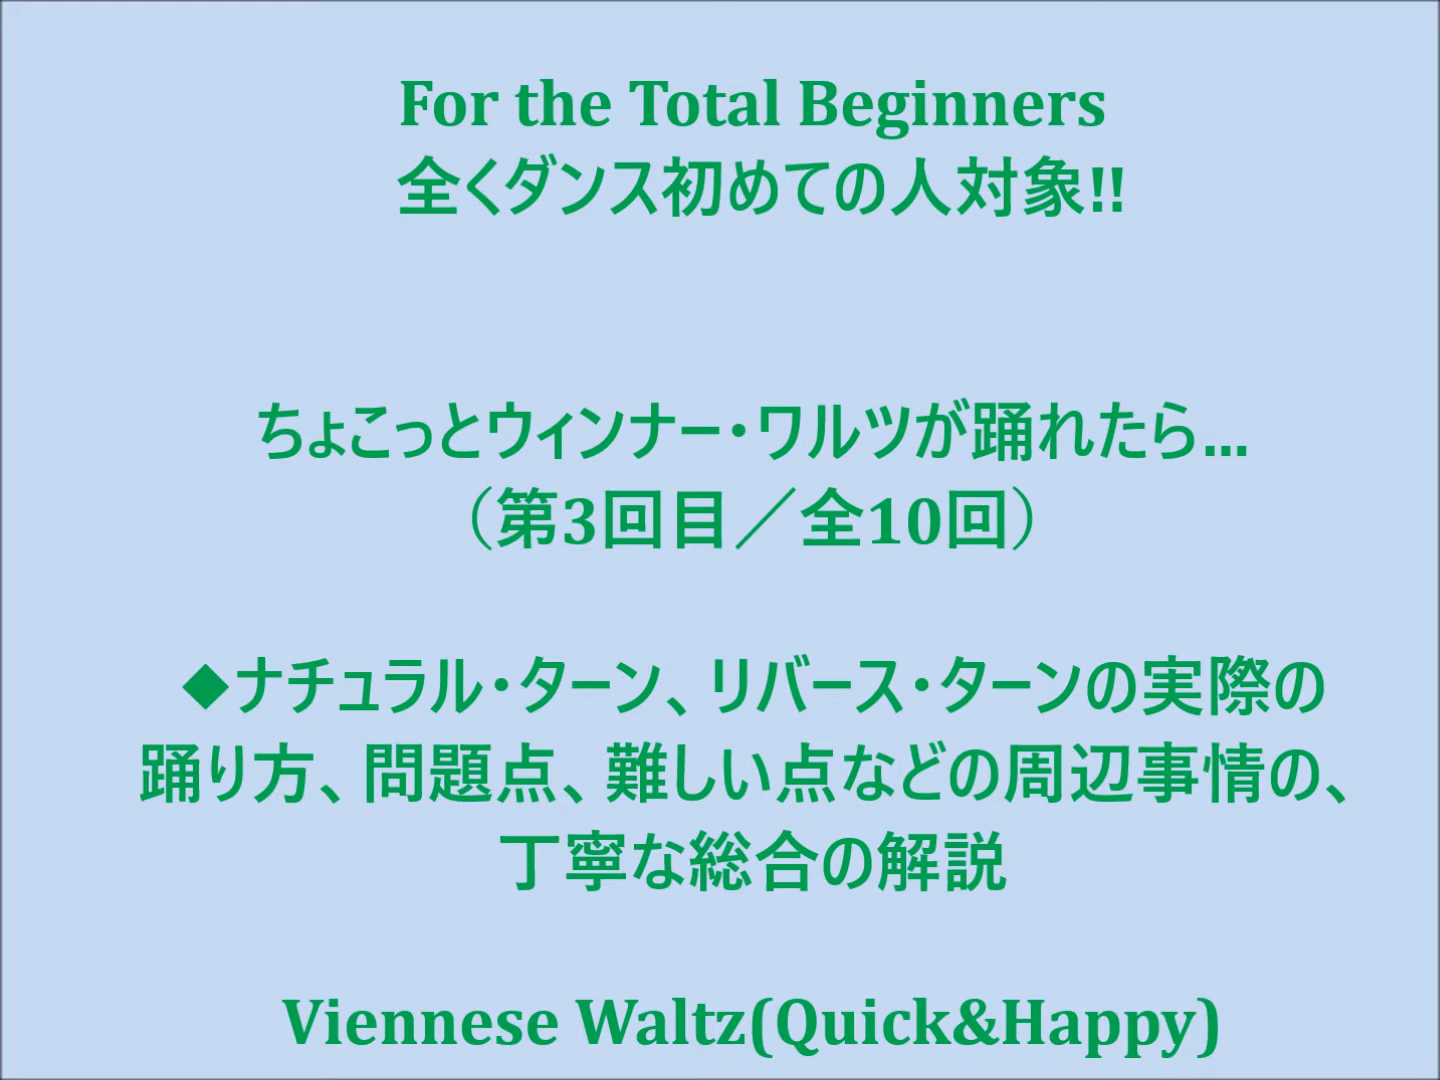 For the Total Beginners
全くダンス初めての人対象!!
ちょこっとウィンナー・ワルツが踊れたら...
（第3回目／全10回）
◆ナチュラル・ターン、リバース・ターンの実際の
踊り方、問題点、難しい点などの周辺事情の、
丁寧な総合の解説
Viennese Waltz(Quick&Happy)